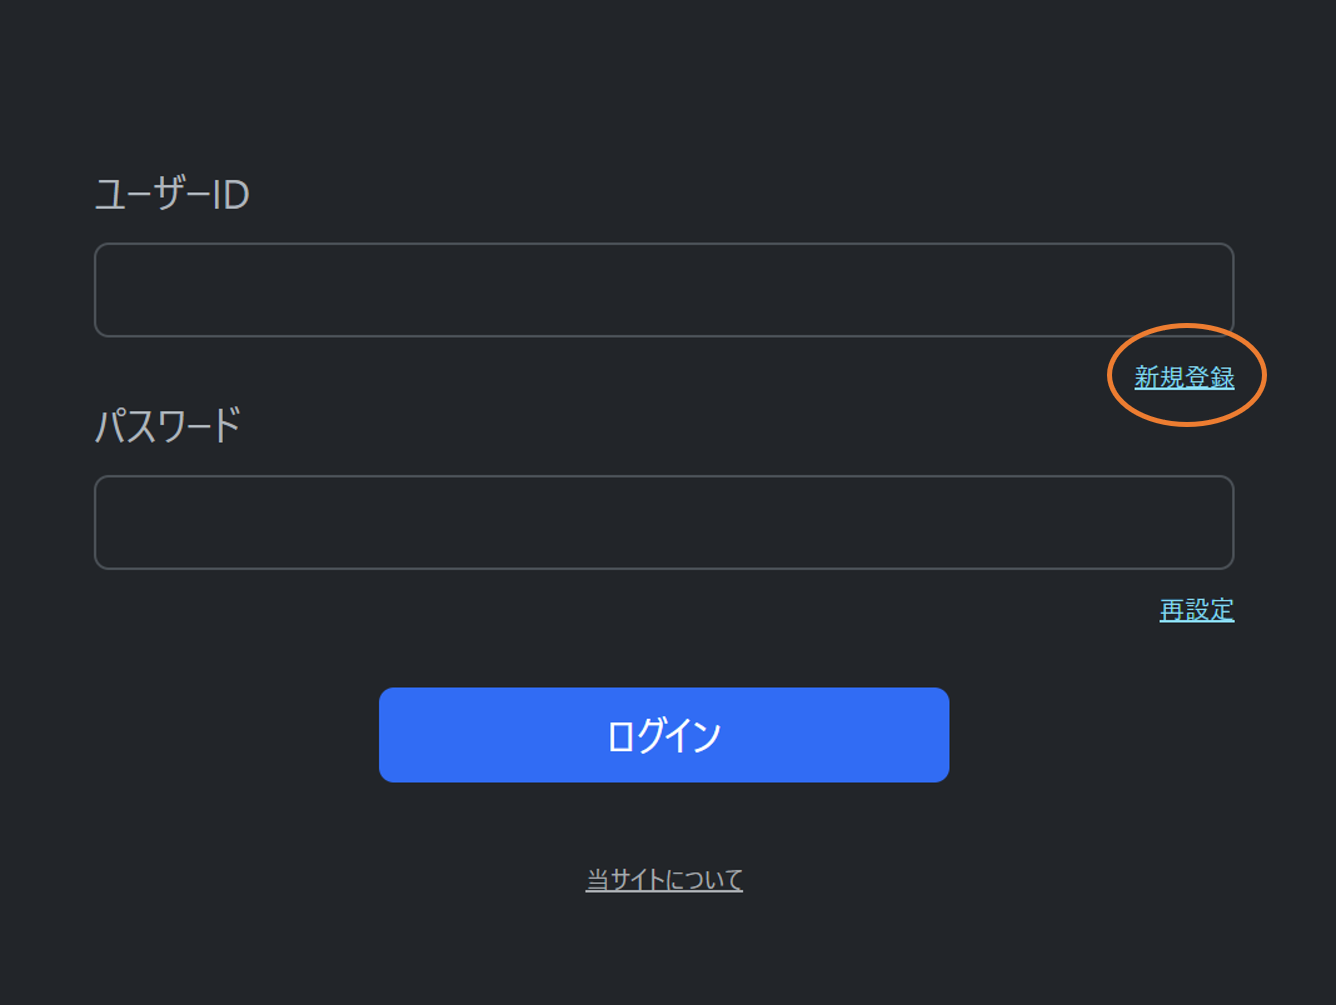 ユーザーID
新規登録
パスワード
再設定
ログイン
当サイトについて